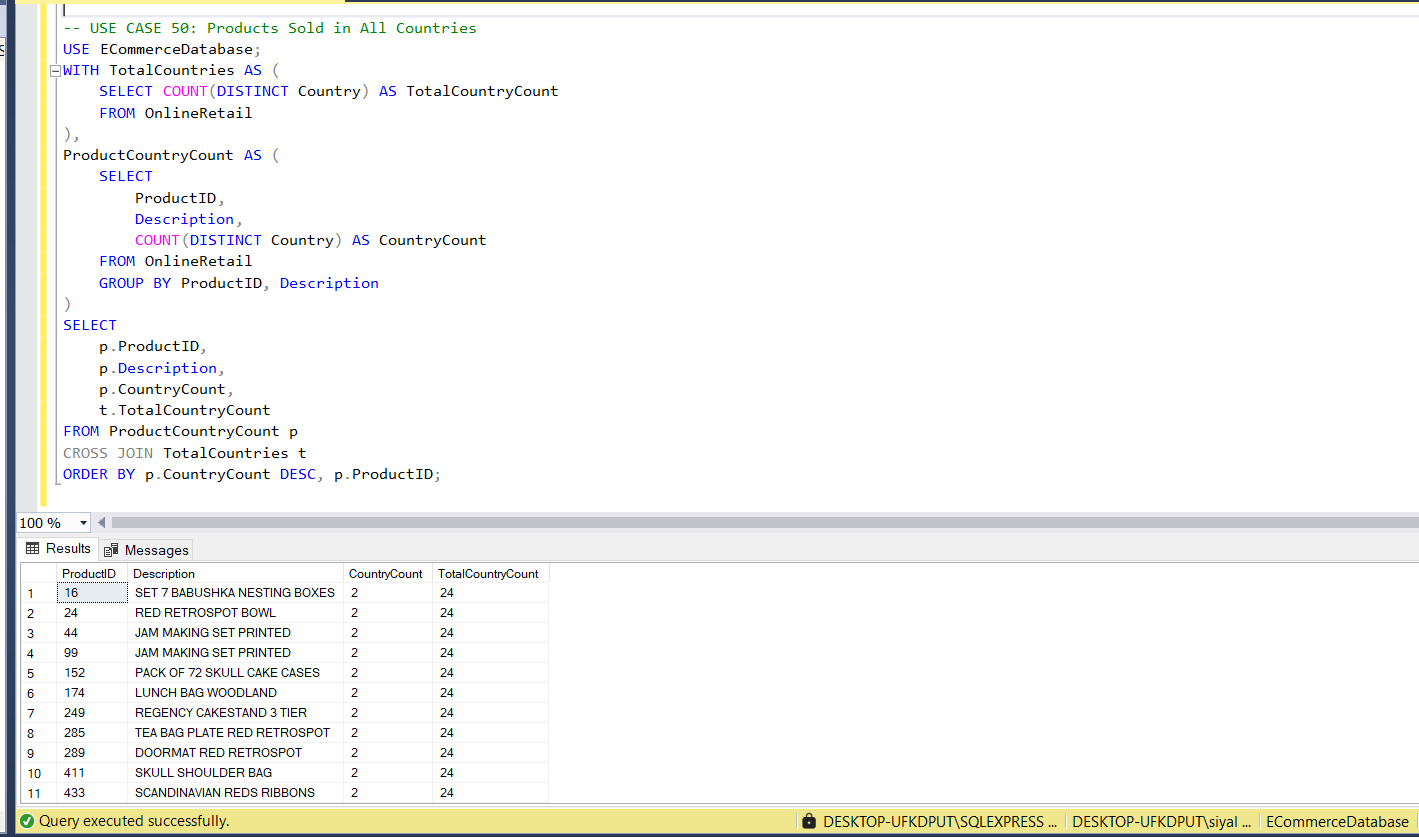 -- USE CASE 50: Products Sold in All Countries
USE ECommerceDatabase;
WITH TotalCountries AS (
    SELECT COUNT(DISTINCT Country) AS TotalCountryCount
    FROM OnlineRetail
),
ProductCountryCount AS (
    SELECT
        ProductID,
        Description,
        COUNT(DISTINCT Country) AS CountryCount
    FROM OnlineRetail
    GROUP BY ProductID, Description
)
SELECT
    p.ProductID,
    p.Description,
    p.CountryCount,
    t.TotalCountryCount
FROM ProductCountryCount p
CROSS JOIN TotalCountries t
ORDER BY p.CountryCount DESC, p.ProductID;
100 %
Results Messages
ProductID Description CountryCount TotalCountryCount
1 16 SET 7 BABUSHKA NESTING BOXES 2 24
2 24 RED RETROSPOT BOWL 2 24
3 44 JAM MAKING SET PRINTED 2 24
4 99 JAM MAKING SET PRINTED 2 24
5 152 PACK OF 72 SKULL CAKE CASES 2 24
6 174 LUNCH BAG WOODLAND 2 24
7 249 REGENCY CAKESTAND 3 TIER 2 24
8 285 TEA BAG PLATE RED RETROSPOT 2 24
9 289 DOORMAT RED RETROSPOT 2 24
10 411 SKULL SHOULDER BAG 2 24
11 433 SCANDINAVIAN REDS RIBBONS 2 24
Query executed successfully. DESKTOP-UFKDPUT\SQLEXPRESS ... DESKTOP-UFKDPUT\siyal ... ECommerceDatabase